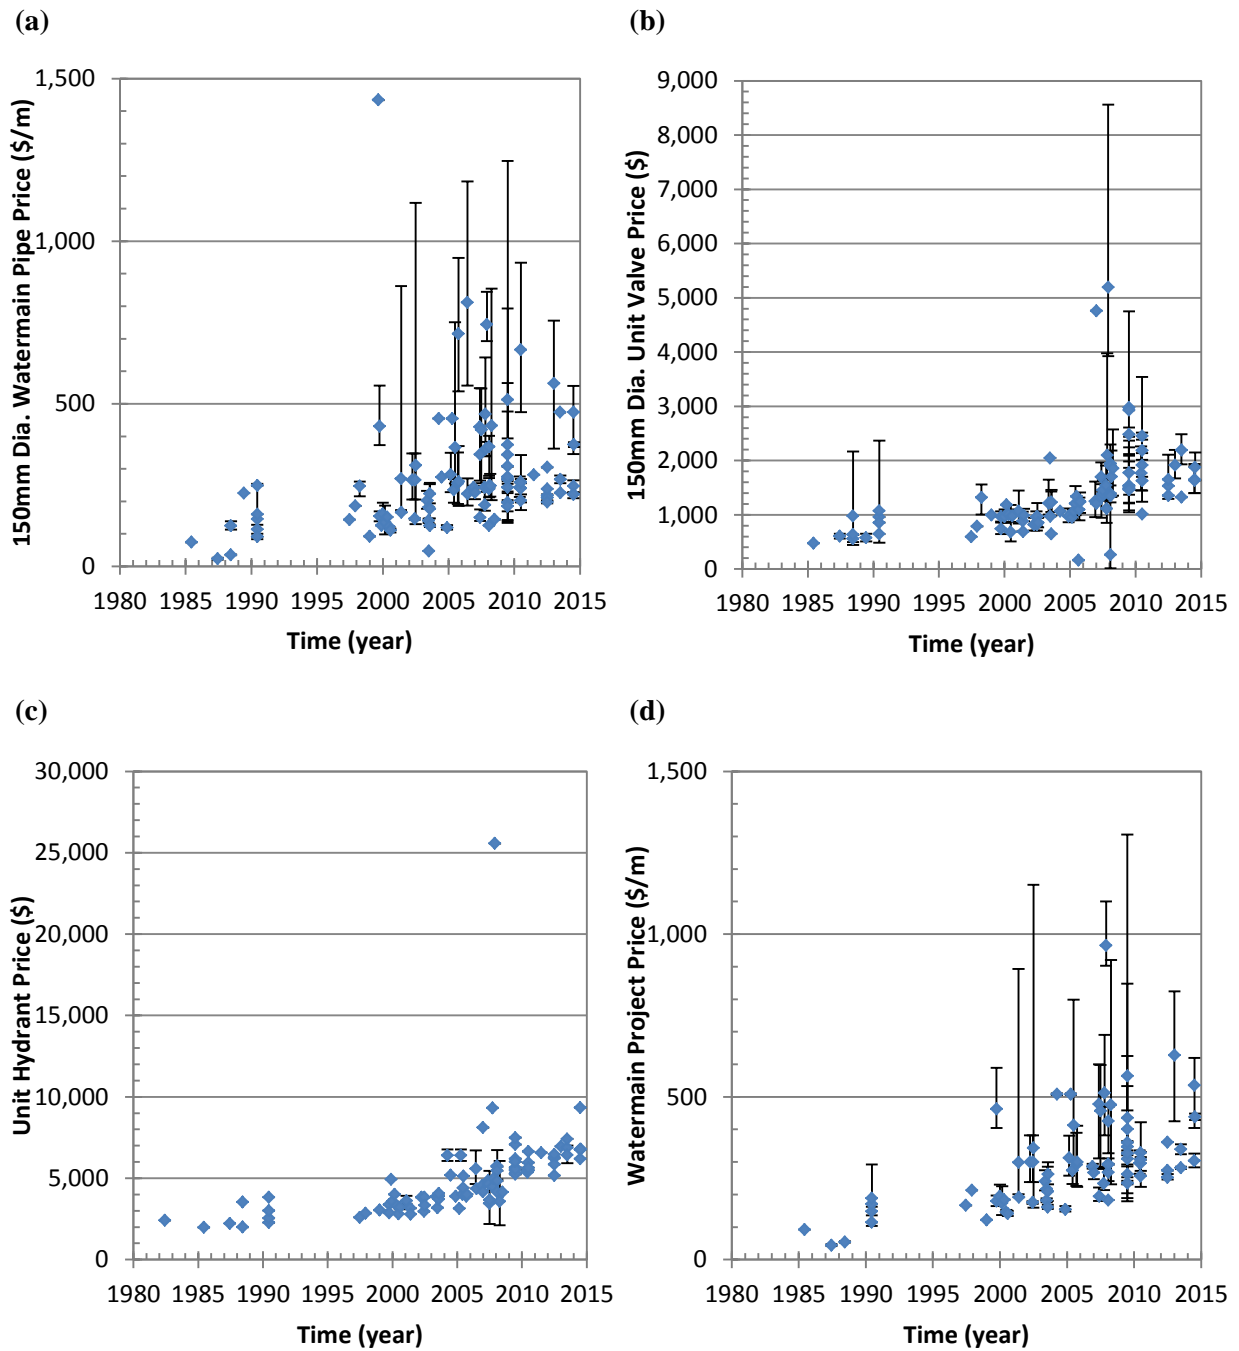 (a)
(b)
1,500
1,000
500
0
1980 1985 1990 1995 2000 2005 2010 2015
Time (year)
150mm Dia. Watermain Pipe Price ($/m)
9,000
8,000
7,000
6,000
5,000
4,000
3,000
2,000
1,000
0
1980 1985 1990 1995 2000 2005 2010 2015
Time (year)
150mm Dia. Unit Valve Price ($)
(c)
(d)
30,000
25,000
20,000
15,000
10,000
5,000
0
1980 1985 1990 1995 2000 2005 2010 2015
Time (year)
Unit Hydrant Price ($)
1,500
1,000
500
0
1980 1985 1990 1995 2000 2005 2010 2015
Time (year)
Watermain Project Price ($/m)